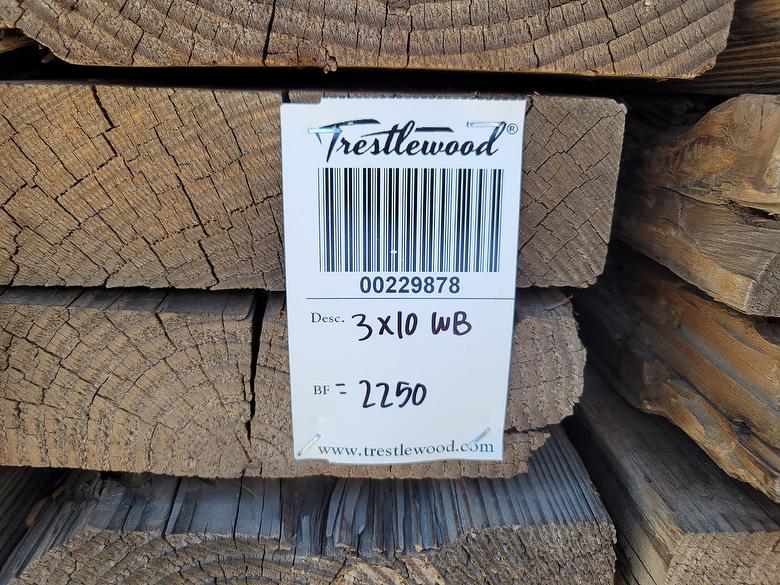 Trestlewood®
00229878
Desc. 3x10 WB
BF = 2250
www.trestlewood.com